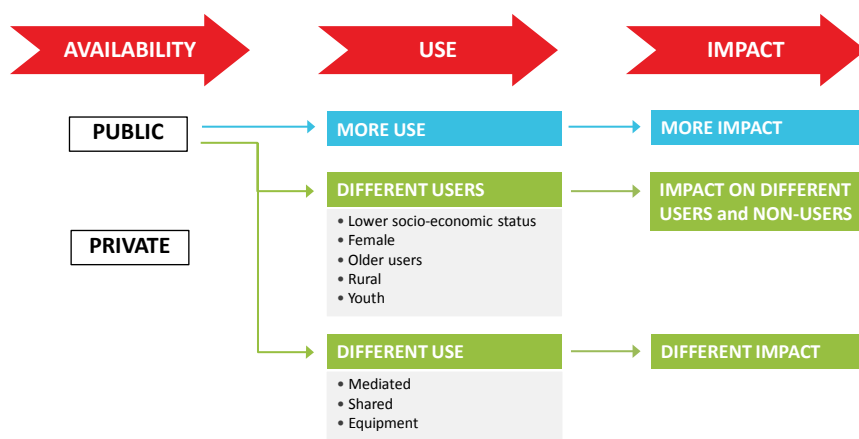 AVAILABILITY
USE
IMPACT
PUBLIC
MORE USE
MORE IMPACT
DIFFERENT USERS
• Lower socio-economic status
• Female
• Older users
• Rural
• Youth
IMPACT ON DIFFERENT
USERS and NON-USERS
PRIVATE
DIFFERENT USE
• Mediated
• Shared
• Equipment
DIFFERENT IMPACT